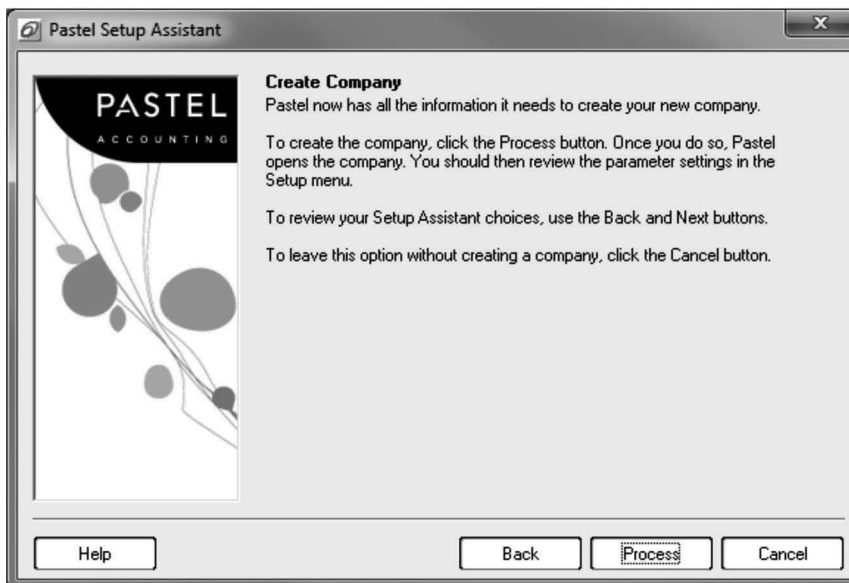 Pastel Setup Assistant
PASTEL
ACCOUNTING
Create Company
Pastel now has all the information it needs to create your new company.
To create the company, click the Process button. Once you do so, Pastel
opens the company. You should then review the parameter settings in the
Setup menu.
To review your Setup Assistant choices, use the Back and Next buttons.
To leave this option without creating a company, click the Cancel button.
Help
Back
Process
Cancel